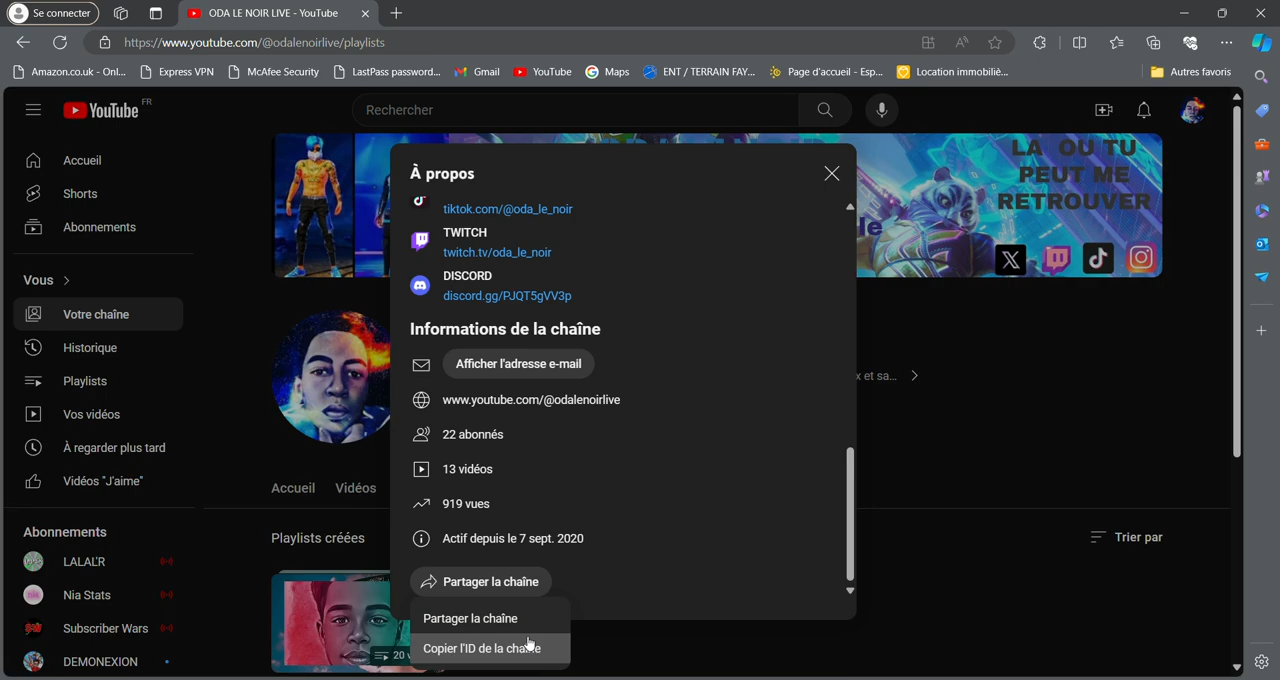 Se connecter
ODA LE NOIR LIVE - YouTube
https://www.youtube.com/@odalenoirlive/playlists
Amazon.co.uk - Onl...
Express VPN
McAfee Security
LastPass password...
Gmail
YouTube
Maps
ENT / TERRAIN FAY...
Page d'accueil - Esp...
Location immobiliè...
Autres favoris
YouTube FR
Rechercher
Accueil
Shorts
Abonnements
Vous
Votre chaîne
Historique
Playlists
Vos vidéos
À regarder plus tard
Vidéos "J'aime"
Abonnements
LALAL'R
Nia Stats
Subscriber Wars
DEMONEXION
LA OU TU
PEUT ME
RETROUVER
le
À propos
tiktok.com/@oda_le_noir
TWITCH
twitch.tv/oda_le_noir
DISCORD
discord.gg/PJQT5gVV3p
Informations de la chaîne
Afficher l'adresse e-mail
www.youtube.com/@odalenoirlive
22 abonnés
13 vidéos
919 vues
Actif depuis le 7 sept. 2020
Partager la chaîne
Partager la chaîne
Copier l'ID de la chaîne
x et sa...
Accueil
Vidéos
Playlists créées
Trier par
20 v